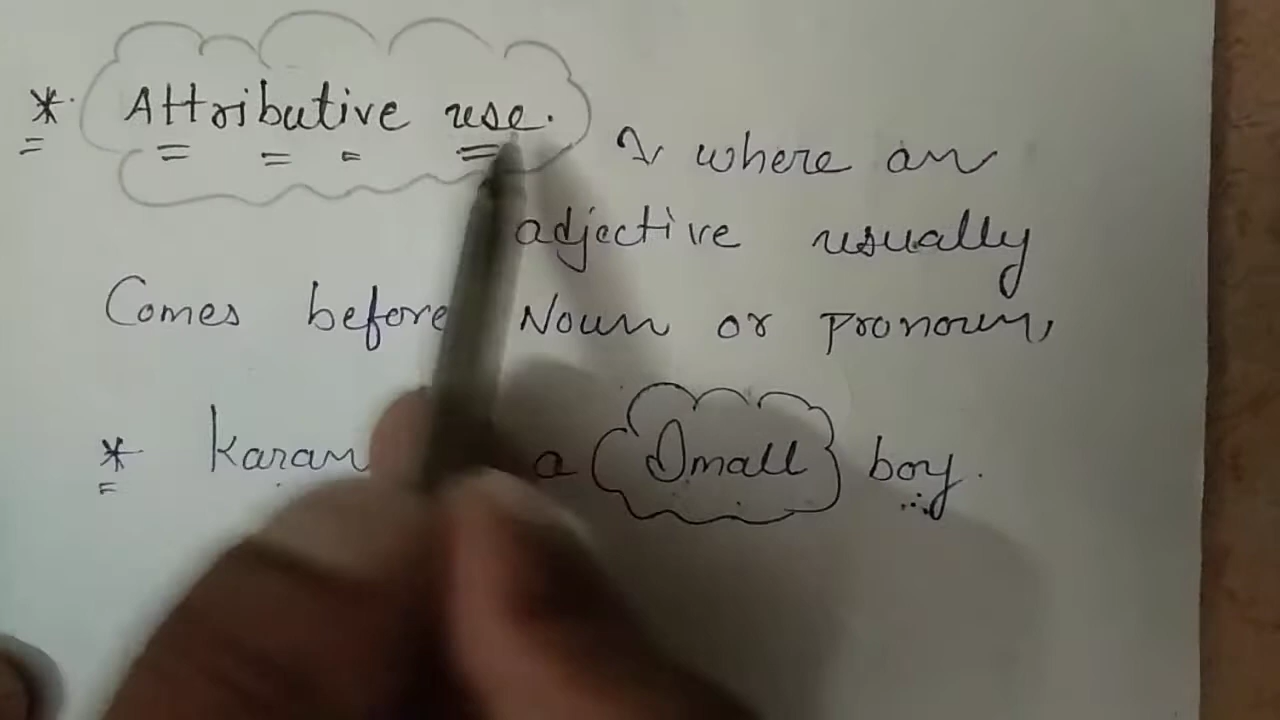 * Attributive use.
where an
adjective usually
Comes before Noun or pronoun,
* Karan a Small boy.